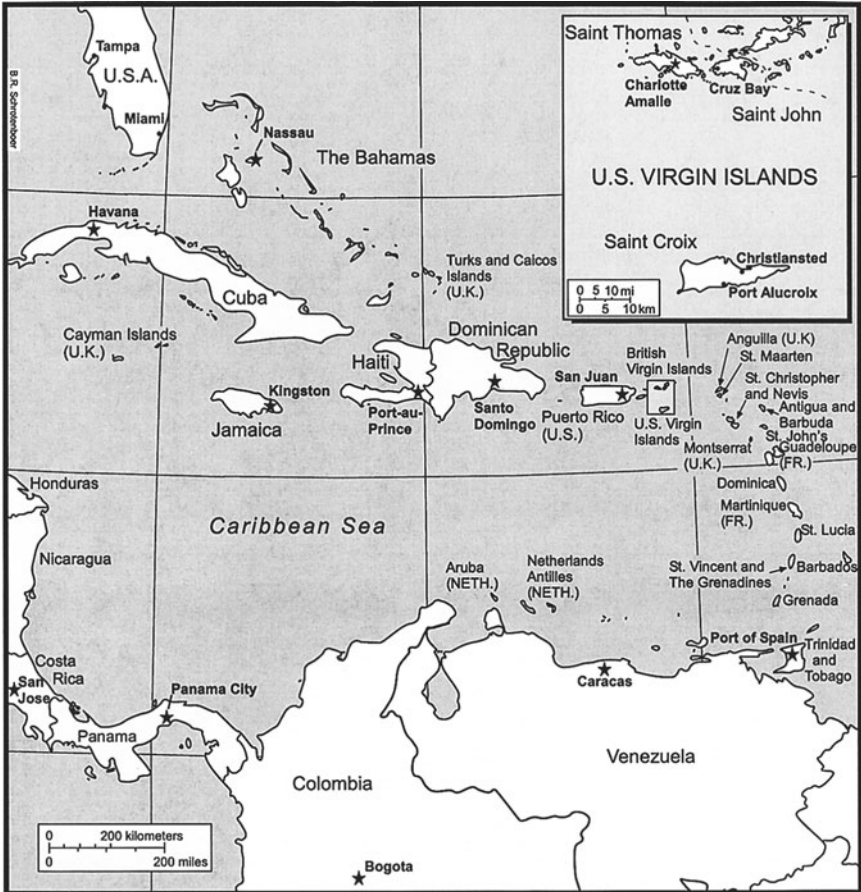 B.R. Schrotenboer
Tampa
U.S.A.
Miami
Nassau
The Bahamas
Havana
Cuba
Turks and Caicos
Islands
(U.K.)
Cayman Islands
(U.K.)
Haiti
Dominican
Republic
Kingston
Jamaica
Port-au-
Prince
Santo
Domingo
San Juan
Puerto Rico
(U.S.)
British
Virgin Islands
U.S. Virgin
Islands
Anguilla (U.K)
St. Maarten
St. Christopher
and Nevis
Antigua and
Barbuda
St. John's
Montserrat
(U.K.)
Guadeloupe
(FR.)
Dominica
Martinique
(FR.)
St. Lucia
St. Vincent and
The Grenadines
Barbados
Grenada
Honduras
Caribbean Sea
Nicaragua
Aruba
(NETH.)
Netherlands
Antilles
(NETH.)
Port of Spain
Trinidad
and
Tobago
Costa
Rica
San
Jose
Panama City
Panama
Caracas
Venezuela
Colombia
Bogota
0 200 kilometers
0 200 miles
Saint Thomas
Charlotte
Amalle
Cruz Bay
Saint John
U.S. VIRGIN ISLANDS
Saint Croix
Christiansted
Port Alucroix
0 5 10 mi
0 5 10km